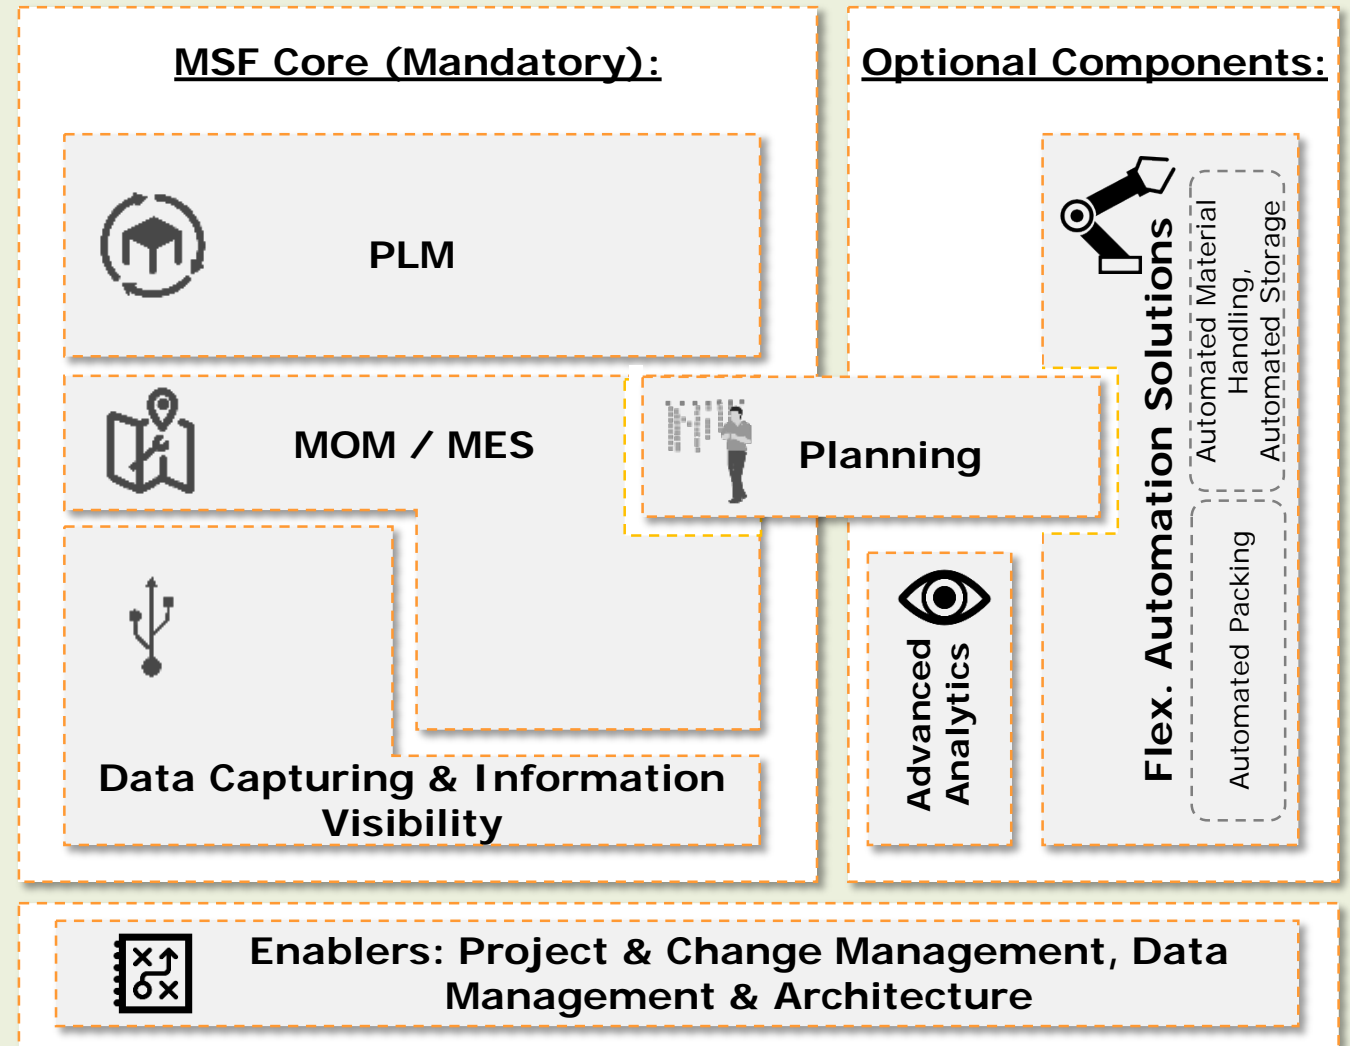 MSF Core (Mandatory):
Optional Components:
PLM
MOM / MES
Planning
Data Capturing & Information
Visibility
Advanced
Analytics
Flex. Automation Solutions
Automated Material
Handling,
Automated Storage
Automated Packing
Enablers: Project & Change Management, Data
Management & Architecture